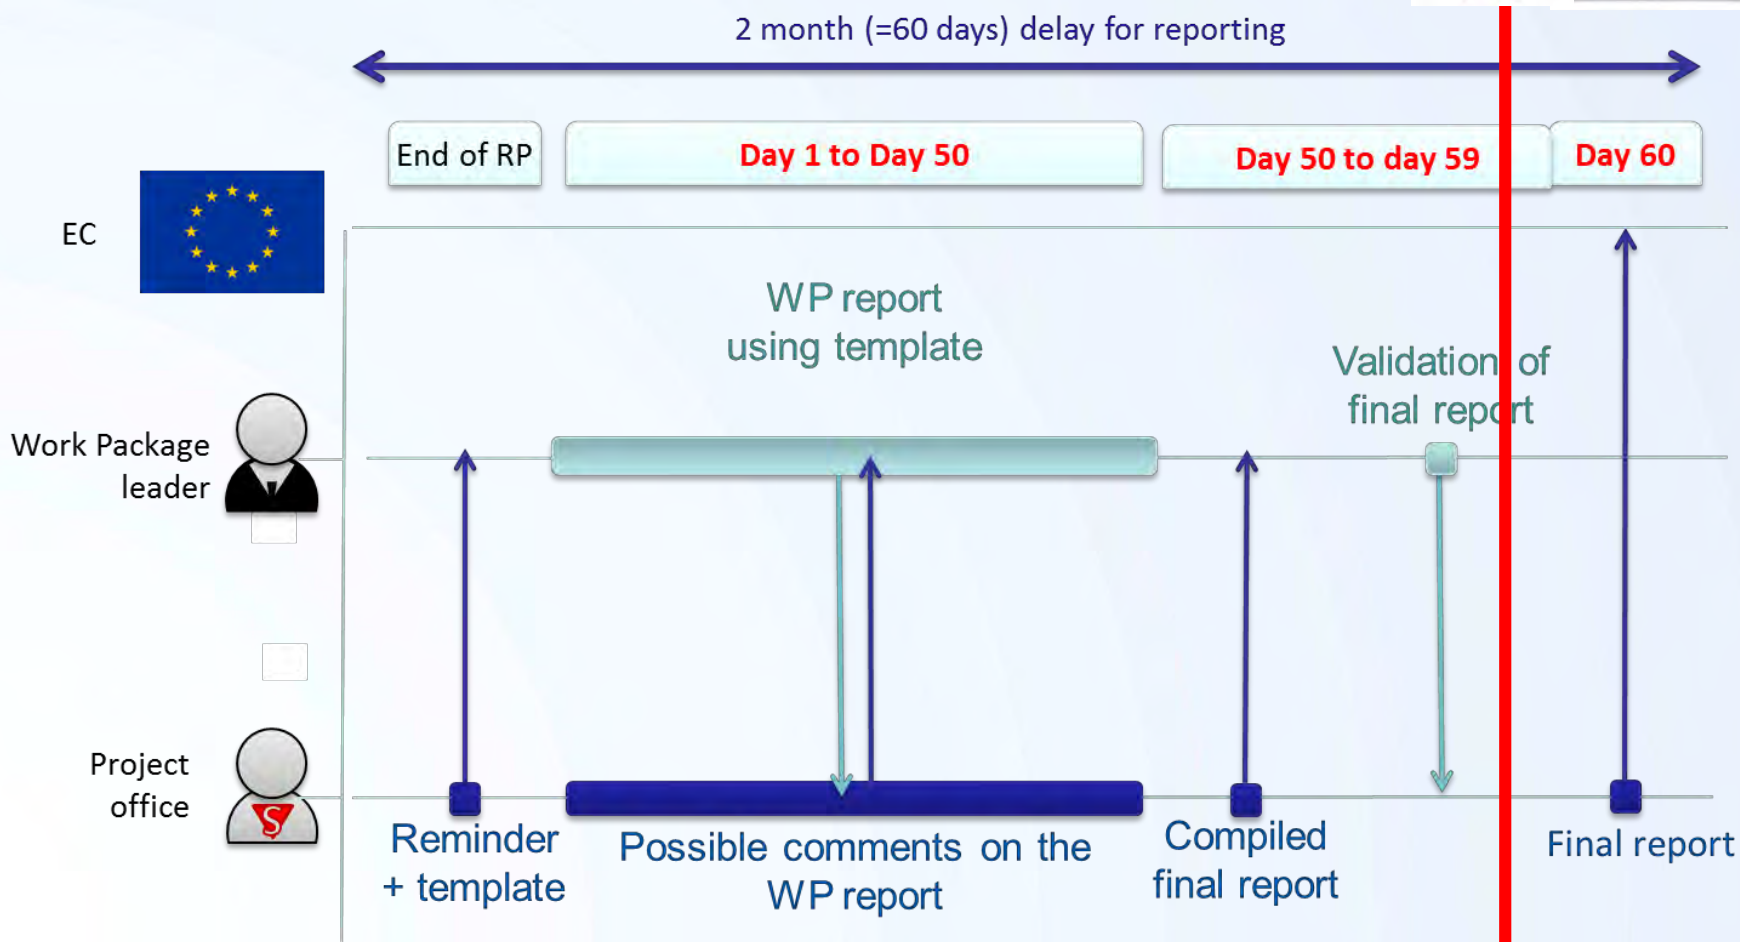 2 month (=60 days) delay for reporting
End of RP
Day 1 to Day 50
Day 50 to day 59
Day 60
EC
WP report
using template
Validation of
final report
Work Package
leader
Project
office
S
Reminder
+ template
Possible comments on the
WP report
Compiled
final report
Final report